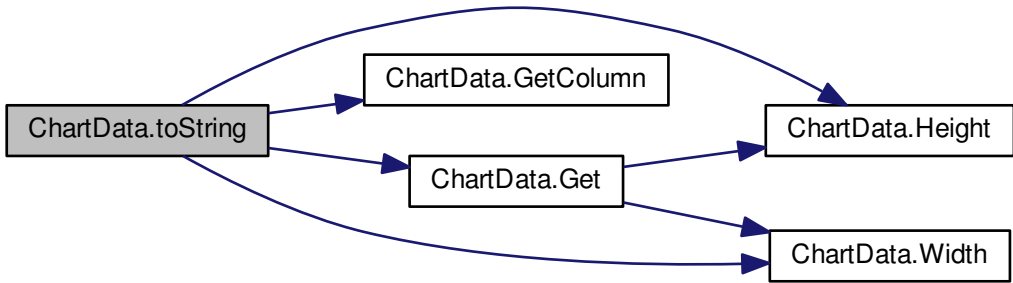 ChartData.toString
ChartData.GetColumn
ChartData.Get
ChartData.Height
ChartData.Width